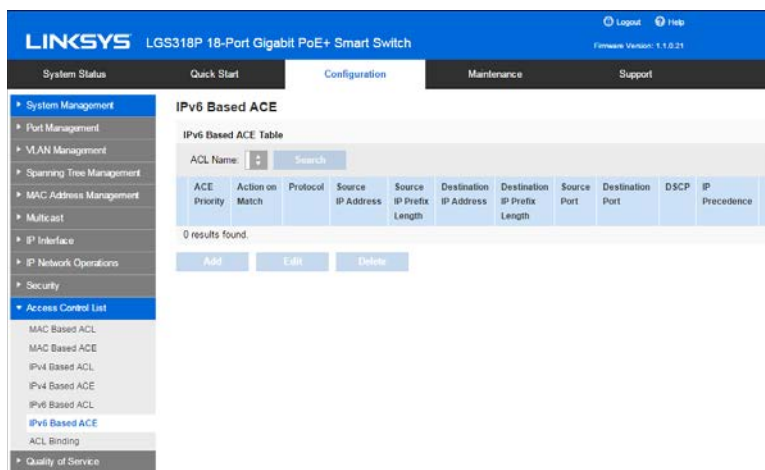 Logout Help
LINKSYS LGS318P 18-Port Gigabit PoE+ Smart Switch
Firmware Version: 1.1.0.21
System Status Quick Start Configuration Maintenance Support
System Management
Port Management
VLAN Management
Spanning Tree Management
MAC Address Management
Multicast
IP Interface
IP Network Operations
Security
Access Control List
MAC Based ACL
MAC Based ACE
IPv4 Based ACL
IPv4 Based ACE
IPv6 Based ACL
IPv6 Based ACE
ACL Binding
Quality of Service
IPv6 Based ACE
IPv6 Based ACE Table
ACL Name: Search
ACE Action on Protocol Source Source Destination Destination Source Destination DSCP IP
Priority Match IP Address IP Prefix IP Address IP Prefix Port Port Precedence
Length Length
0 results found.
Add Edit Delete